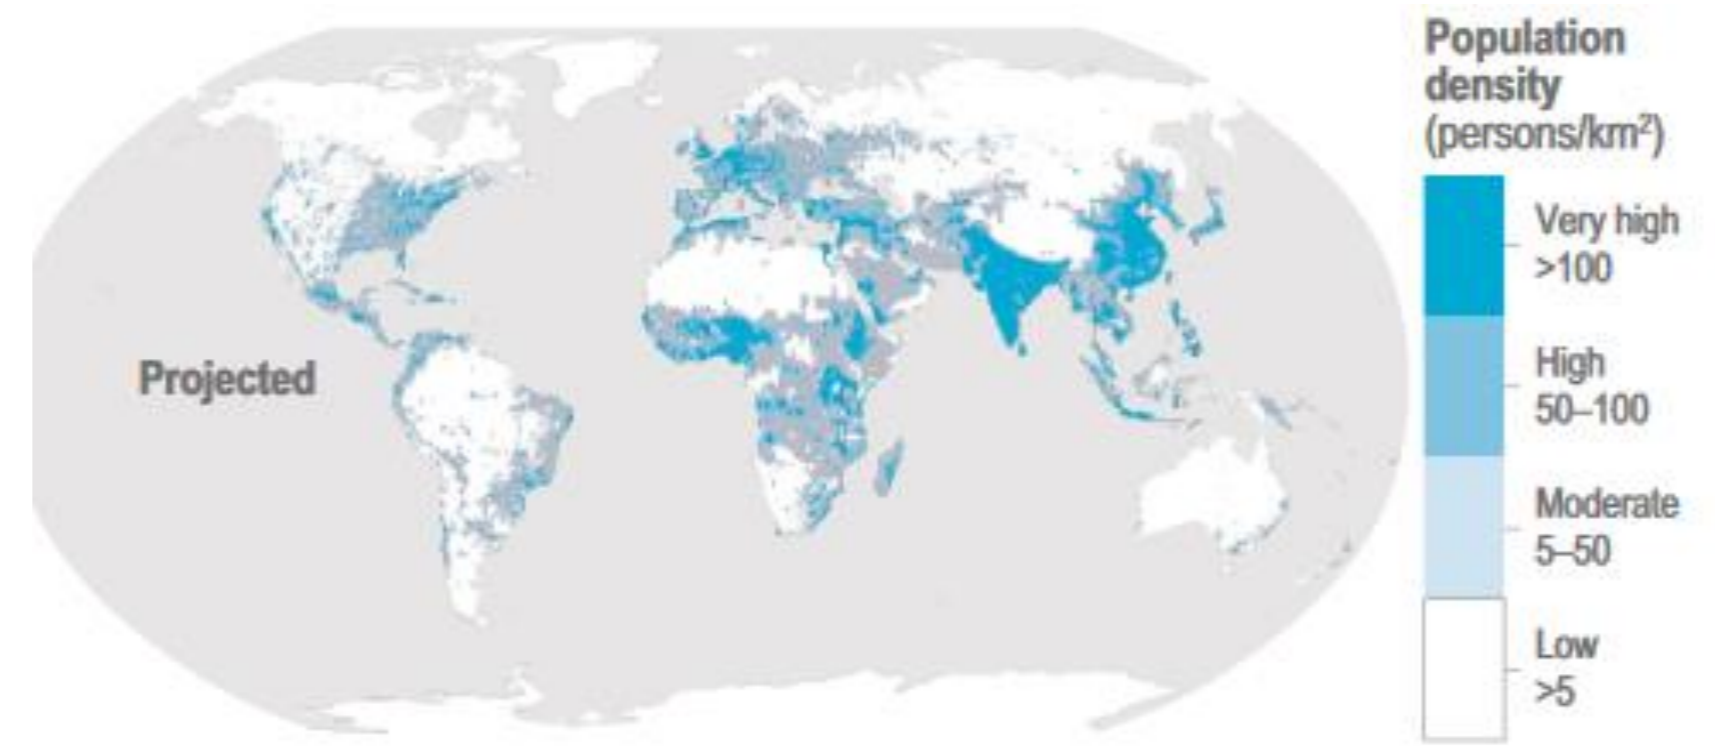 Projected
Population
density
(persons/km²)
Very high
>100
High
50–100
Moderate
5–50
Low
>5